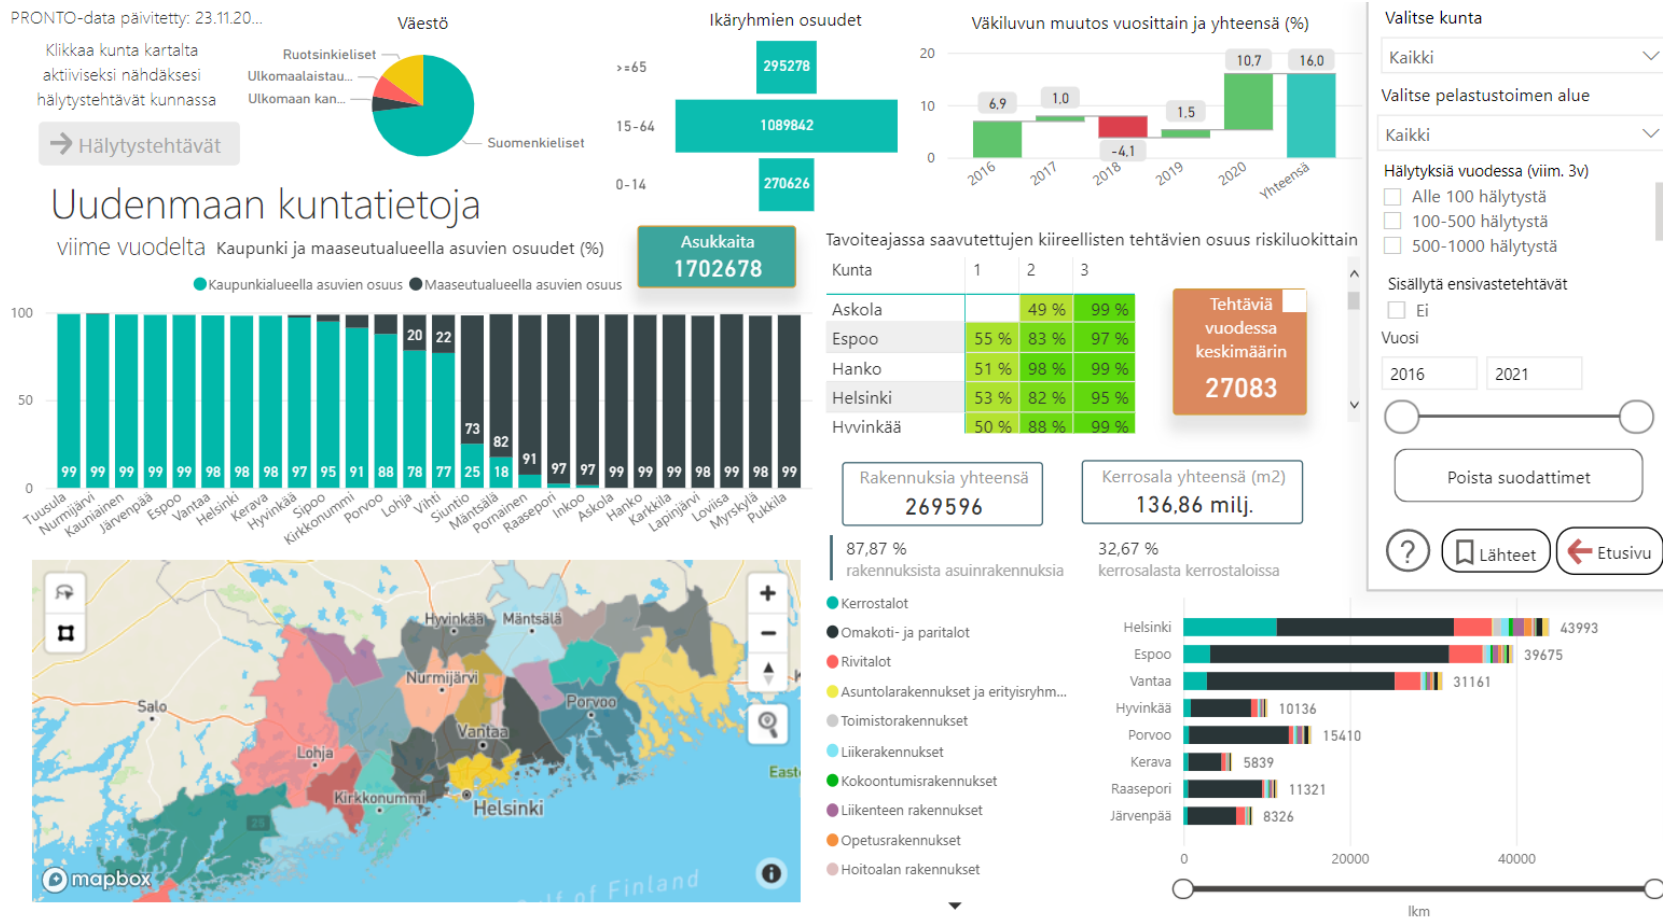 PRONTO-data päivitetty: 23.11.20...
Klikkaa kunta kartalta
aktiiviseksi nähdäksesi
hälytystehtävät kunnassa
Hälytystehtävät
Väestö
Ruotsinkieliset
Ulkomaalaistau...
Ulkomaan kan...
Suomenkieliset
Ikäryhmien osuudet
>=65
295278
15-64
1089842
0-14
270626
Väkiluvun muutos vuosittain ja yhteensä (%)
20
10
0
6,9
1,0
-4,1
1,5
10,7
16,0
2016
2017
2018
2019
2020
Yhteensä
Valitse kunta
Kaikki
Valitse pelastustoimen alue
Kaikki
Hälytyksiä vuodessa (viim. 3v)
Alle 100 hälytystä
100-500 hälytystä
500-1000 hälytystä
Sisällytä ensivastetehtävät
Ei
Vuosi
2016
2021
Poista suodattimet
?
Lähteet
Etusivu
Uudenmaan kuntatietoja
viime vuodelta
Kaupunki ja maaseutualueella asuvien osuudet (%)
Kaupunkialueella asuvien osuus
Maaseutualueella asuvien osuus
Asukkaita
1702678
100
50
0
20
22
73
82
91
97
97
99
99
99
98
99
98
99
99
99
99
99
99
98
98
98
97
95
91
88
78
77
25
18
Tuusula
Nurmijärvi
Kauniainen
Järvenpää
Espoo
Vantaa
Helsinki
Kerava
Hyvinkää
Sipoo
Kirkkonummi
Porvoo
Lohja
Vihti
Siuntio
Mäntsälä
Pornainen
Raasepori
Inkoo
Askola
Hanko
Karkkila
Lapinjärvi
Loviisa
Myrskylä
Pukkila
Tavoiteajassa saavutettujen kiireellisten tehtävien osuus riskiluokittain
Kunta 1 2 3
Askola 49 % 99 %
Espoo 55 % 83 % 97 %
Hanko 51 % 98 % 99 %
Helsinki 53 % 82 % 95 %
Hyvinkää 50 % 88 % 99 %
Tehtäviä
vuodessa
keskimäärin
27083
Rakennuksia yhteensä
269596
Kerrosala yhteensä (m2)
136,86 milj.
87,87 %
rakennuksista asuinrakennuksia
32,67 %
kerrosalasta kerrostaloissa
Hyvinkää
Mäntsälä
Nurmijärvi
Salo
Porvoo
Vantaa
Lohja
Kirkkonummi
Helsinki
25
East
Gulf of Finland
mapbox
Kerrostalot
Omakoti- ja paritalot
Rivitalot
Asuntolarakennukset ja erityisryhm...
Toimistorakennukset
Liikerakennukset
Kokoontumisrakennukset
Liikenteen rakennukset
Opetusrakennukset
Hoitoalan rakennukset
Helsinki 43993
Espoo 39675
Vantaa 31161
Hyvinkää 10136
Porvoo 15410
Kerava 5839
Raasepori 11321
Järvenpää 8326
0
20000
40000
lkm